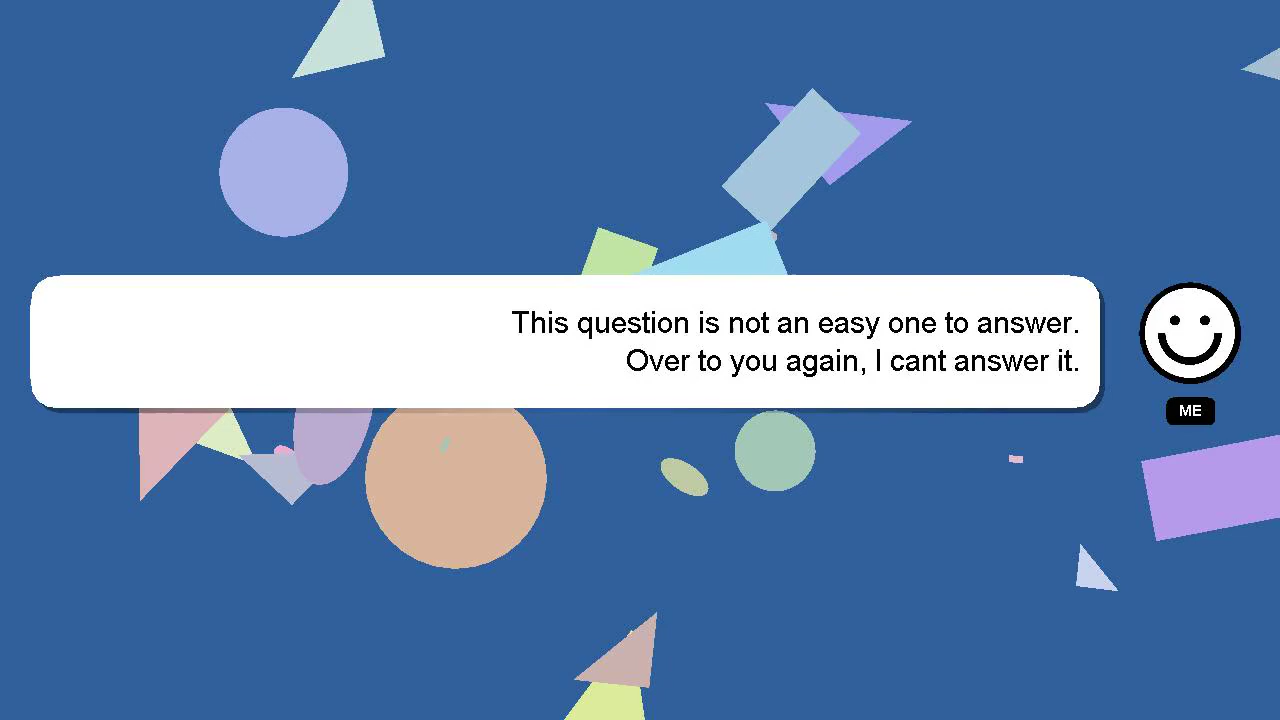 This question is not an easy one to answer.
Over to you again, I cant answer it.
ME